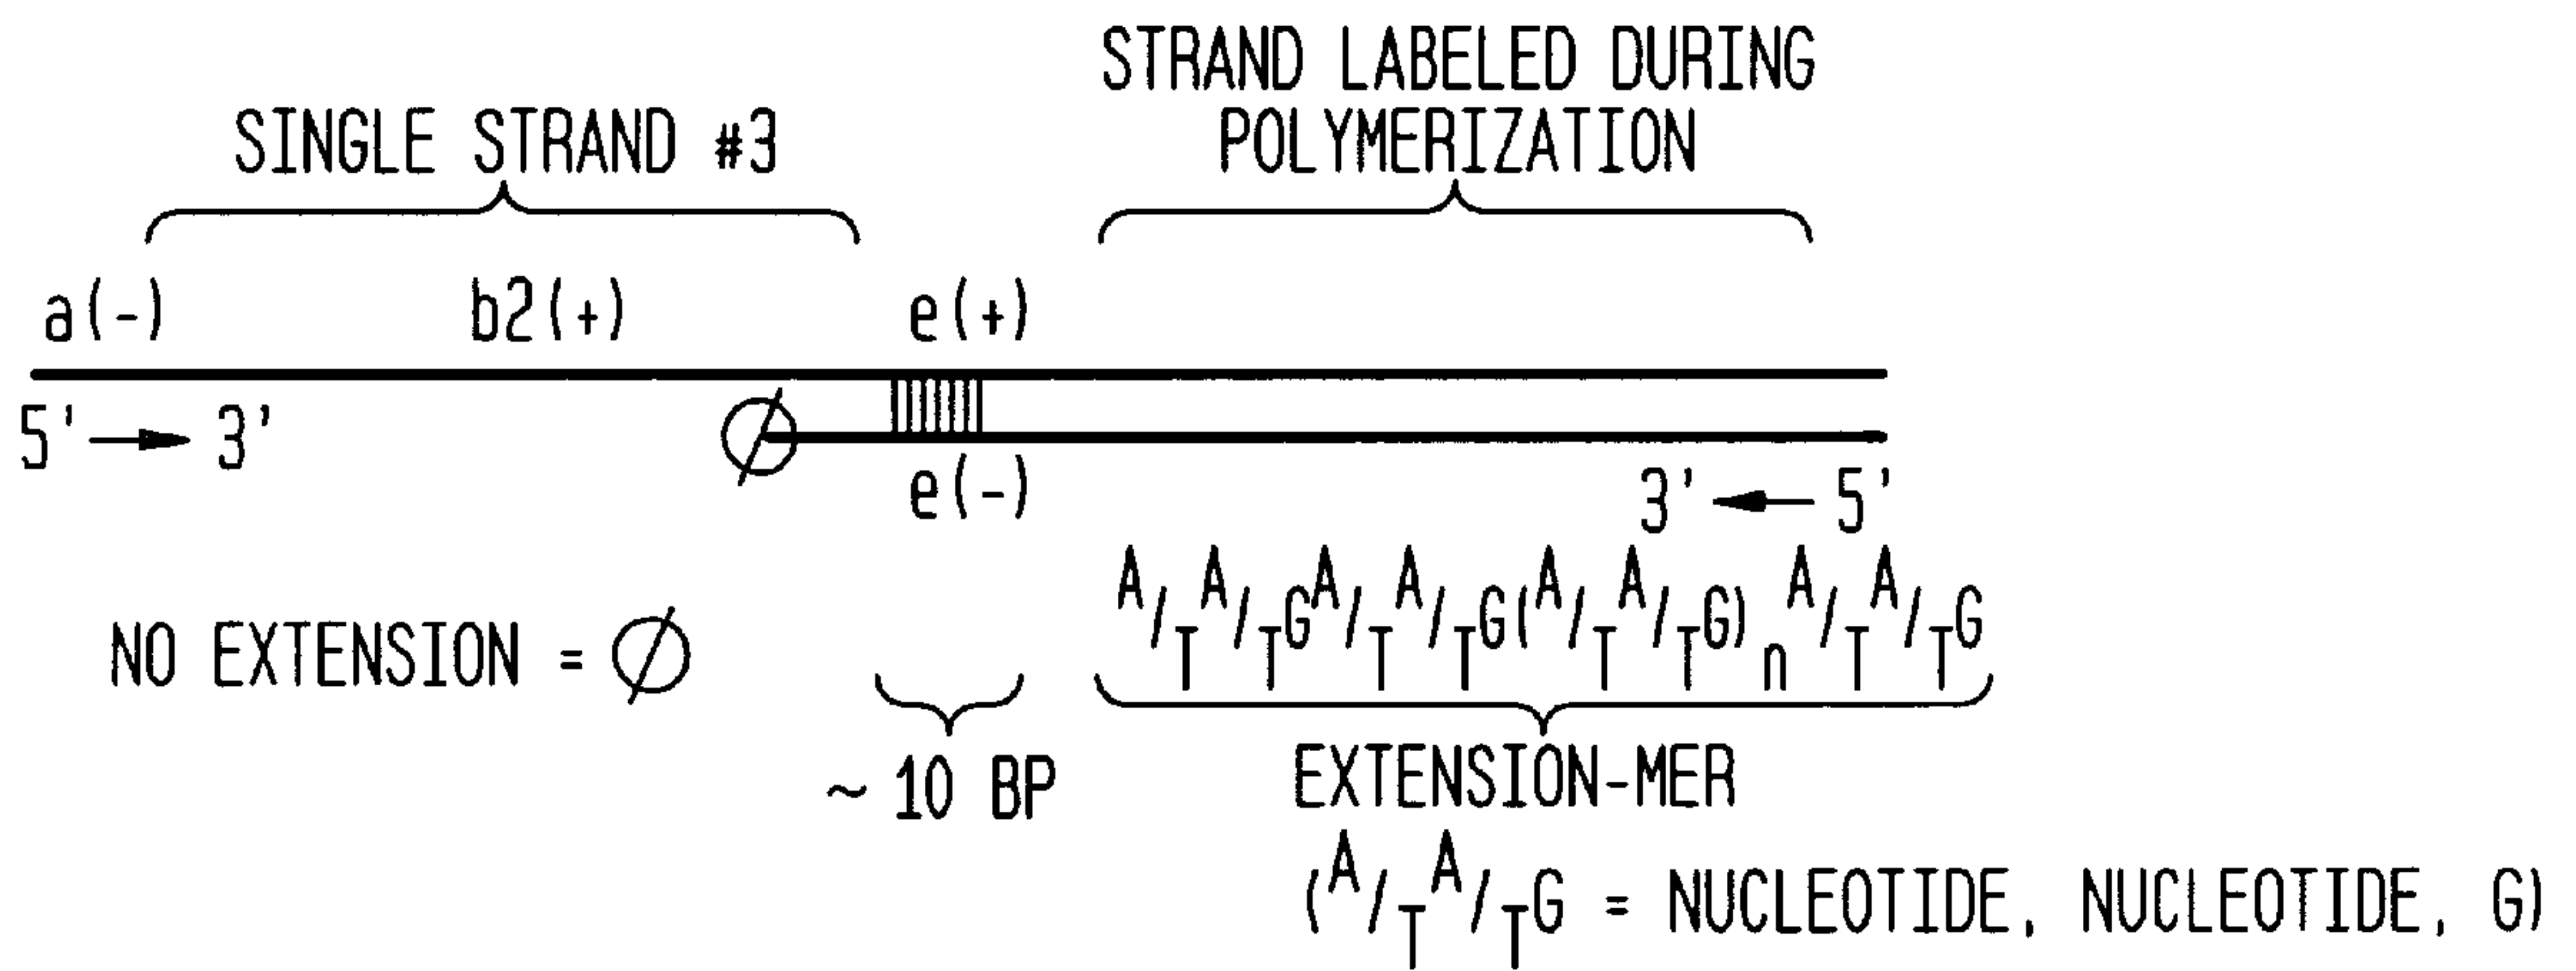 STRAND LABELED DURING
POLYMERIZATION
SINGLE STRAND #3
a(-)
b2(+)
e(+)
5' → 3'
Ø
e(-)
3' ← 5'
A/TA/TGA/TA/TG(A/TA/TG)nA/TA/TG
NO EXTENSION = Ø
~ 10 BP
EXTENSION-MER
(A/TA/TG = NUCLEOTIDE, NUCLEOTIDE, G)